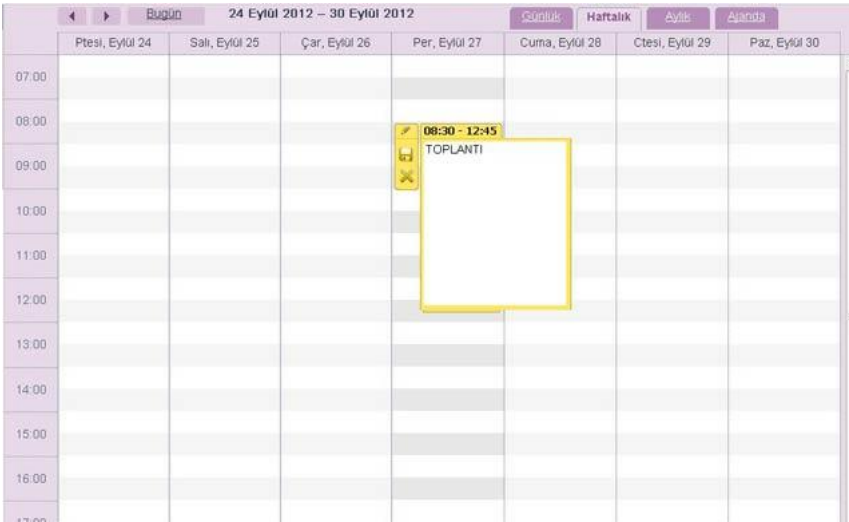 Bugün 24 Eylül 2012 – 30 Eylül 2012 Günlük Haftalık Aylık Ajanda
Ptesi, Eylül 24 Salı, Eylül 25 Çar, Eylül 26 Per, Eylül 27 Cuma, Eylül 28 Ctesi, Eylül 29 Paz, Eylül 30
07:00
08:00
08:30 - 12:45
TOPLANTI
09:00
10:00
11:00
12:00
13:00
14:00
15:00
16:00
17:00